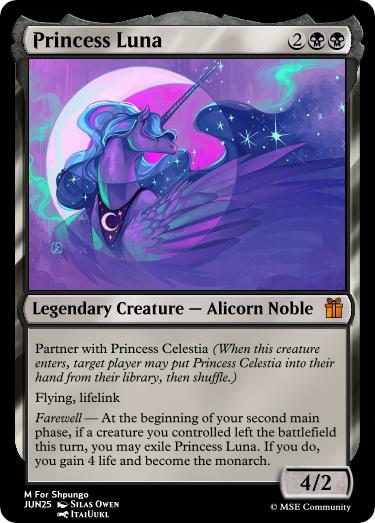 Princess Luna 2
Legendary Creature — Alicorn Noble
Partner with Princess Celestia (When this creature
enters, target player may put Princess Celestia into their
hand from their library, then shuffle.)
Flying, lifelink
Farewell — At the beginning of your second main
phase, if a creature you controlled left the battlefield
this turn, you may exile Princess Luna. If you do,
you gain 4 life and become the monarch.
4/2
M For Shpungo
JUN25 Silas Owen
ItaiUukl
© MSE Community